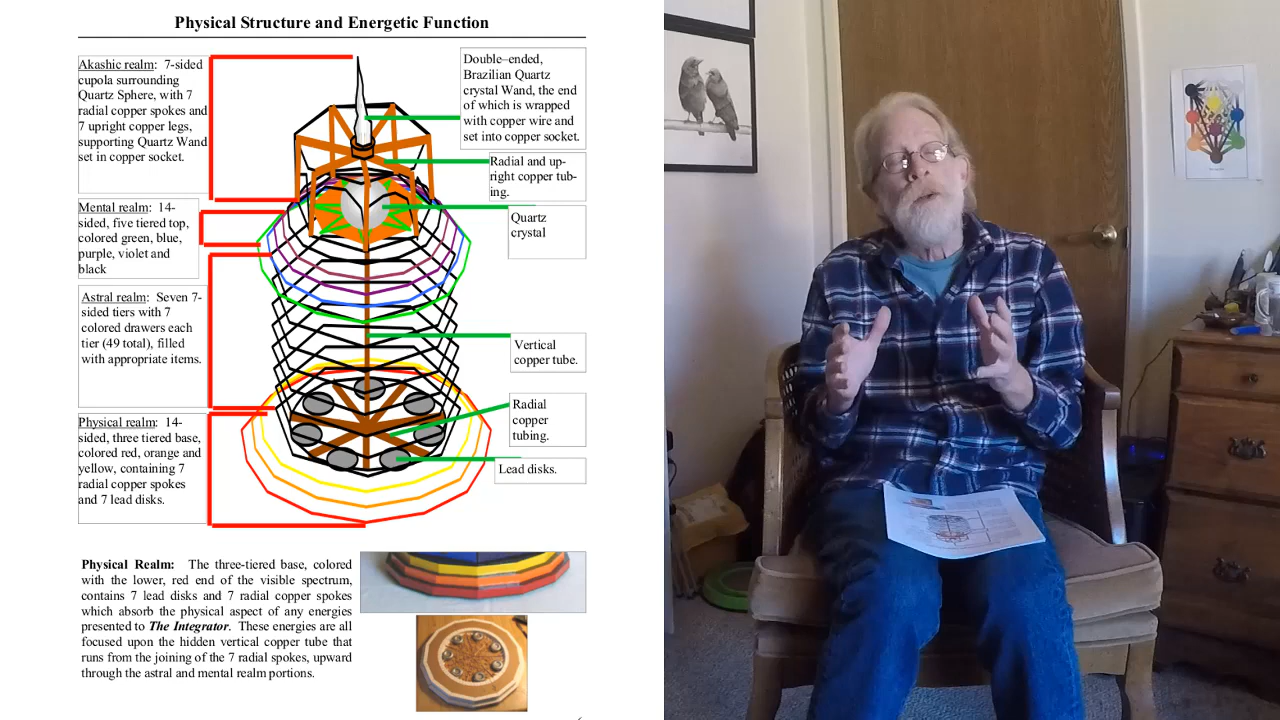 Physical Structure and Energetic Function
Akashic realm: 7-sided
cupola surrounding
Quartz Sphere, with 7
radial copper spokes and
7 upright copper legs,
supporting Quartz Wand
set in copper socket.
Mental realm: 14-
sided, five tiered top,
colored green, blue,
purple, violet and
black
Astral realm: Seven 7-
sided tiers with 7
colored drawers each
tier (49 total), filled
with appropriate items.
Physical realm: 14-
sided, three tiered base,
colored red, orange and
yellow, containing 7
radial copper spokes
and 7 lead disks.
Double–ended,
Brazilian Quartz
crystal Wand, the end
of which is wrapped
with copper wire and
set into copper socket.
Radial and up-
right copper tub-
ing.
Quartz
crystal
Vertical
copper tube.
Radial
copper
tubing.
Lead disks.
Physical Realm: The three-tiered base, colored
with the lower, red end of the visible spectrum,
contains 7 lead disks and 7 radial copper spokes
which absorb the physical aspect of any energies
presented to The Integrator. These energies are all
focused upon the hidden vertical copper tube that
runs from the joining of the 7 radial spokes, upward
through the astral and mental realm portions.